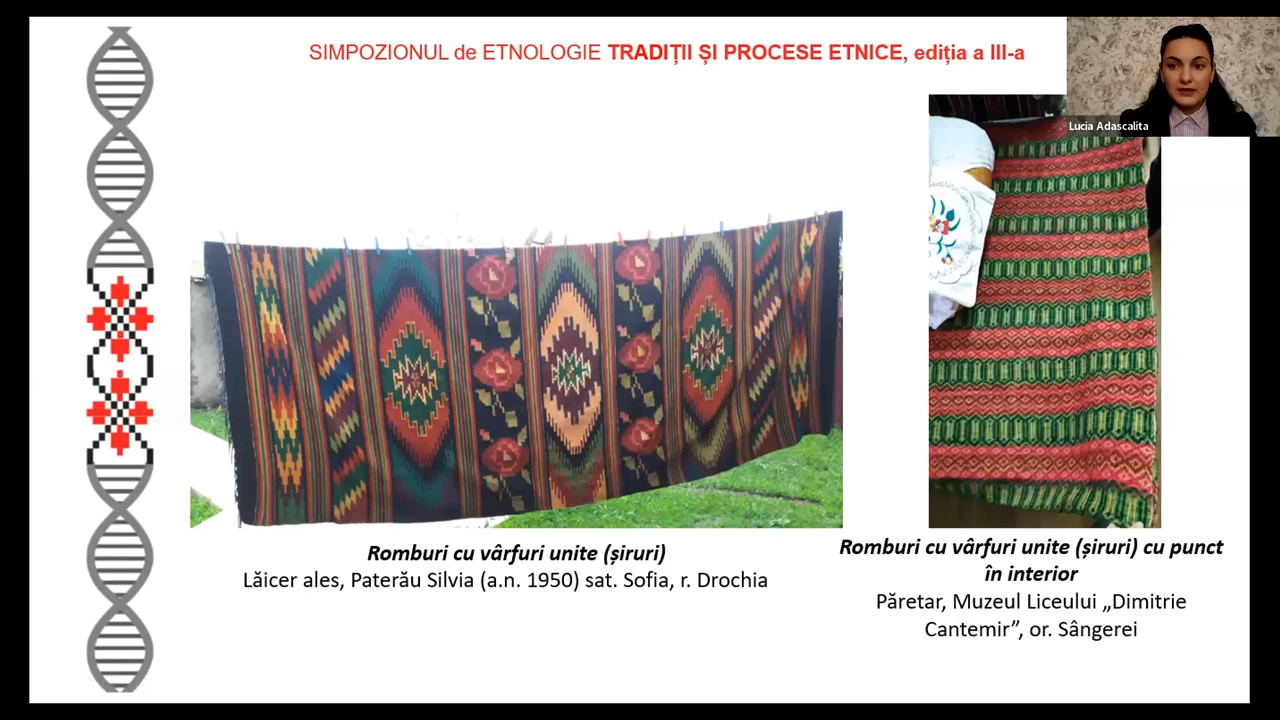 SIMPOZIONUL de ETNOLOGIE TRADIȚII ȘI PROCESE ETNICE, ediția a III-a
Lucia Adascalita
Romburi cu vârfuri unite (șiruri)
Lăicer ales, Paterău Silvia (a.n. 1950) sat. Sofia, r. Drochia
Romburi cu vârfuri unite (șiruri) cu punct
în interior
Păretar, Muzeul Liceului „Dimitrie
Cantemir”, or. Sângerei